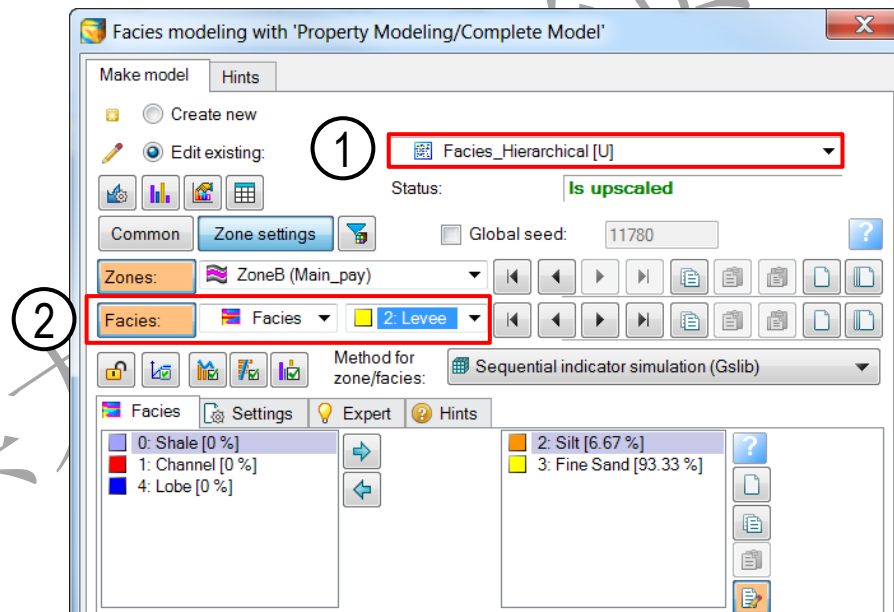 Facies modeling with 'Property Modeling/Complete Model'
X
Make model Hints
Create new
Edit existing: 1 Facies_Hierarchical [U]
Status: Is upscaled
Common Zone settings Global seed: 11780 ?
Zones: ZoneB (Main_pay)
2 Facies: Facies 2: Levee
Method for
zone/facies: Sequential indicator simulation (Gslib)
Facies Settings Expert Hints
0: Shale [0 %] 2: Silt [6.67 %] ?
1: Channel [0 %] 3: Fine Sand [93.33 %]
4: Lobe [0 %]